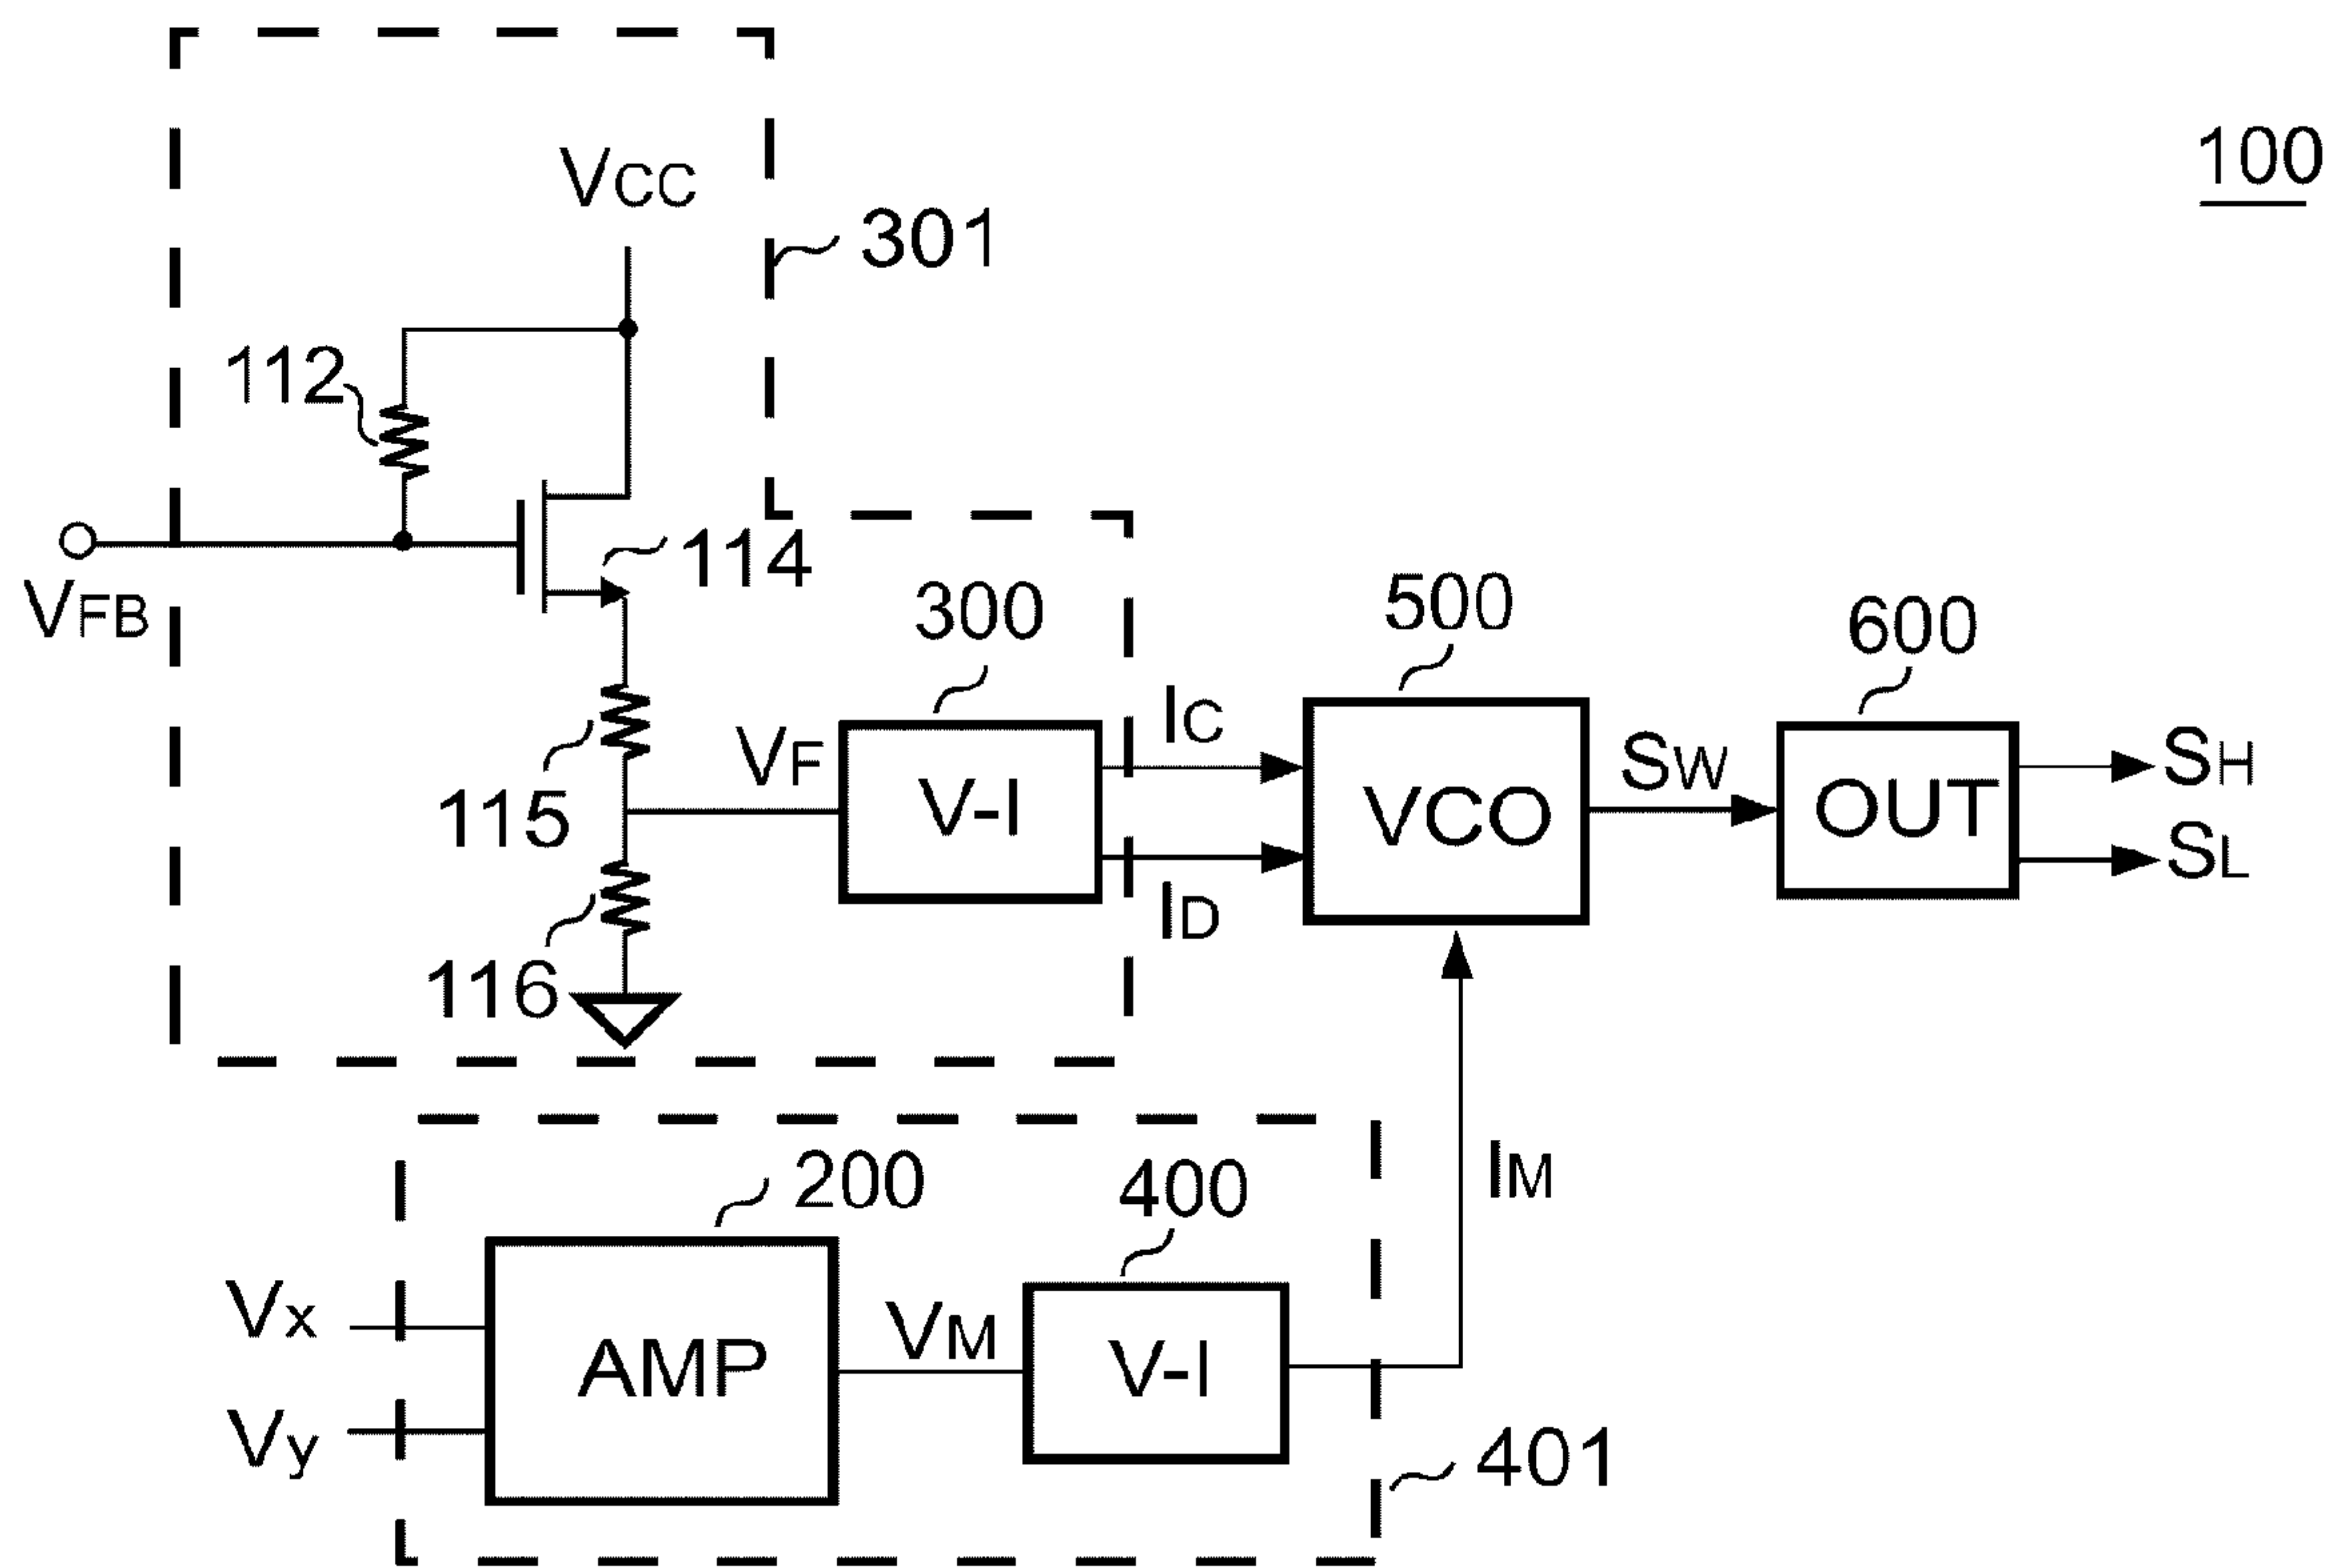 100
VCC
301
112
114
VFB
300
500
600
IC
VF
V-I
VCO
SW
OUT
SH
SL
115
ID
116
200
400
IM
Vx
VM
AMP
V-I
Vy
401